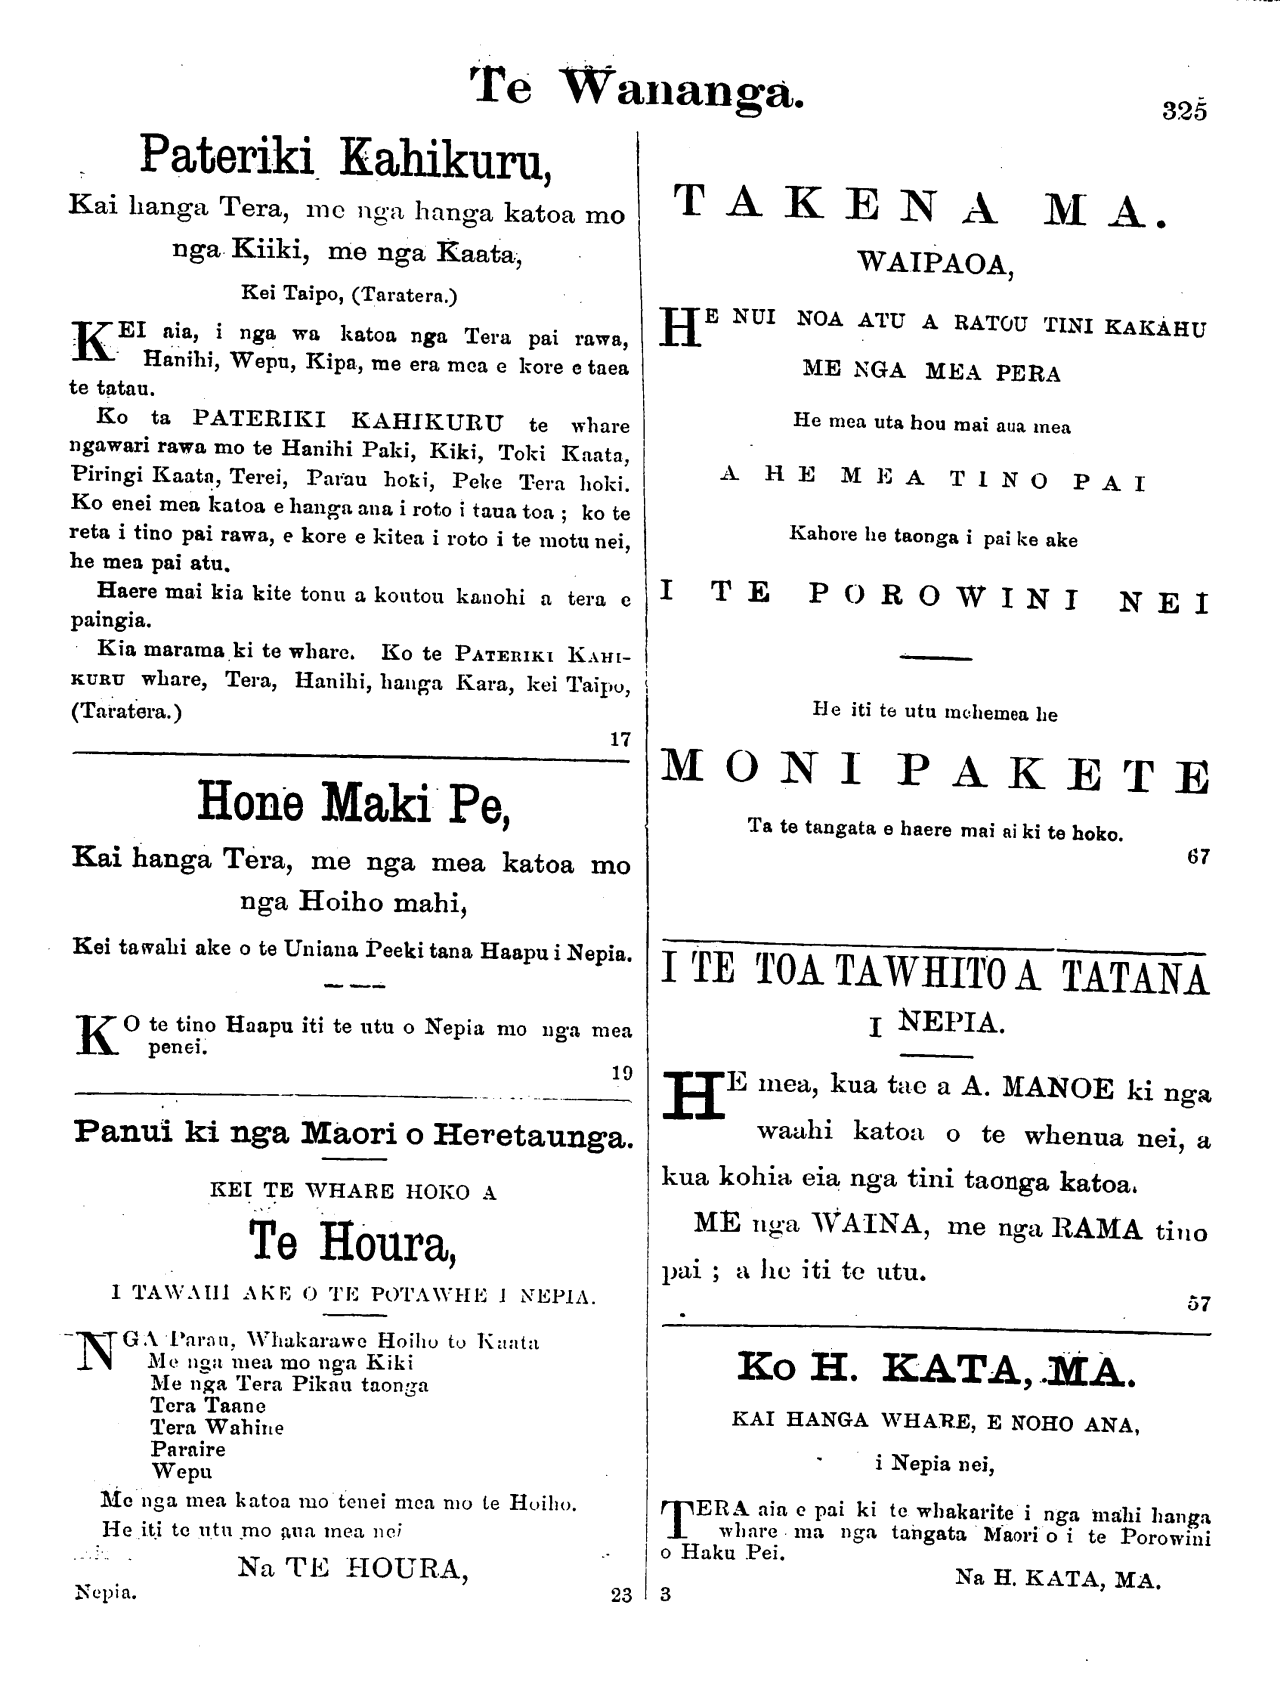 Te Wananga.
325
Pateriki Kahikuru,
Kai hanga Tera, me nga hanga katoa mo
nga Kiiki, me nga Kaata,
Kei Taipo, (Taratera.)
KEI aia, i nga wa katoa nga Tera pai rawa,
Hanihi, Wepu, Kipa, me era mea e kore e taea
te tatau.
Ko ta PATERIKI KAHIKURU te whare
ngawari rawa mo te Hanihi Paki, Kiki, Toki Kaata,
Piringi Kaata, Terei, Parau hoki, Peke Tera hoki.
Ko enei mea katoa e hanga ana i roto i taua toa ; ko te
reta i tino pai rawa, e kore e kitea i roto i te motu nei,
he mea pai atu.
Haere mai kia kite tonu a koutou kanohi a tera e
paingia.
Kia marama ki te whare. Ko te PATERIKI KAHI-
KURU whare, Tera, Hanihi, hanga Kara, kei Taipo,
(Taratera.)
17
Hone Maki Pe,
Kai hanga Tera, me nga mea katoa mo
nga Hoiho mahi,
Kei tawahi ake o te Uniana Peeki tana Haapu i Nepia.
KO te tino Haapu iti te utu o Nepia mo nga mea
penei.
19
Panui ki nga Maori o Heretaunga.
KEI TE WHARE HOKO A
Te Houra,
I TAWAHI AKE O TE POTAWHE I NEPIA.
NGA Parau, Whakarawe Hoiho to Kaata
Me nga mea mo nga Kiki
Me nga Tera Pikau taonga
Tera Taane
Tera Wahine
Paraire
Wepu
Me nga mea katoa mo tenei mea mo te Hoiho.
He iti te utu mo aua mea nei
Na TE HOURA,
Nepia.
23
TAKENA MA.
WAIPAOA,
HE NUI NOA ATU A RATOU TINI KAKAHU
ME NGA MEA PERA
He mea uta hou mai aua mea
A HE MEA TINO PAI
Kahore he taonga i pai ke ake
I TE POROWINI NEI
He iti te utu mehemea he
MONI PAKETE
Ta te tangata e haere mai ai ki te hoko.
67
I TE TOA TAWHITO A TATANA
I NEPIA.
HE mea, kua tae a A. MANOE ki nga
waahi katoa o te whenua nei, a
kua kohia eia nga tini taonga katoa.
ME nga WAINA, me nga RAMA tino
pai ; a he iti te utu.
57
Ko H. KATA, MA.
KAI HANGA WHARE, E NOHO ANA,
i Nepia nei,
TERA aia e pai ki te whakarite i nga mahi hanga
whare ma nga tangata Maori o i te Porowini
o Haku Pei.
Na H. KATA, MA.
3